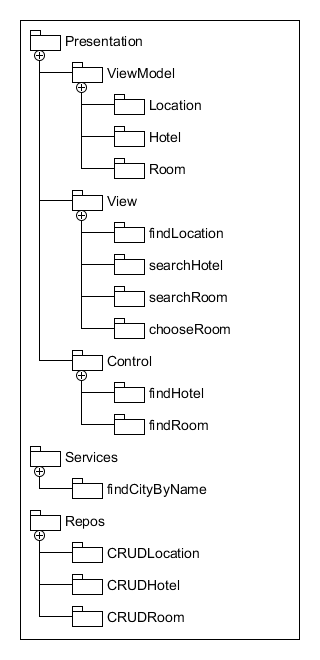 Presentation
ViewModel
Location
Hotel
Room
View
findLocation
searchHotel
searchRoom
chooseRoom
Control
findHotel
findRoom
Services
findCityByName
Repos
CRUDLocation
CRUDHotel
CRUDRoom